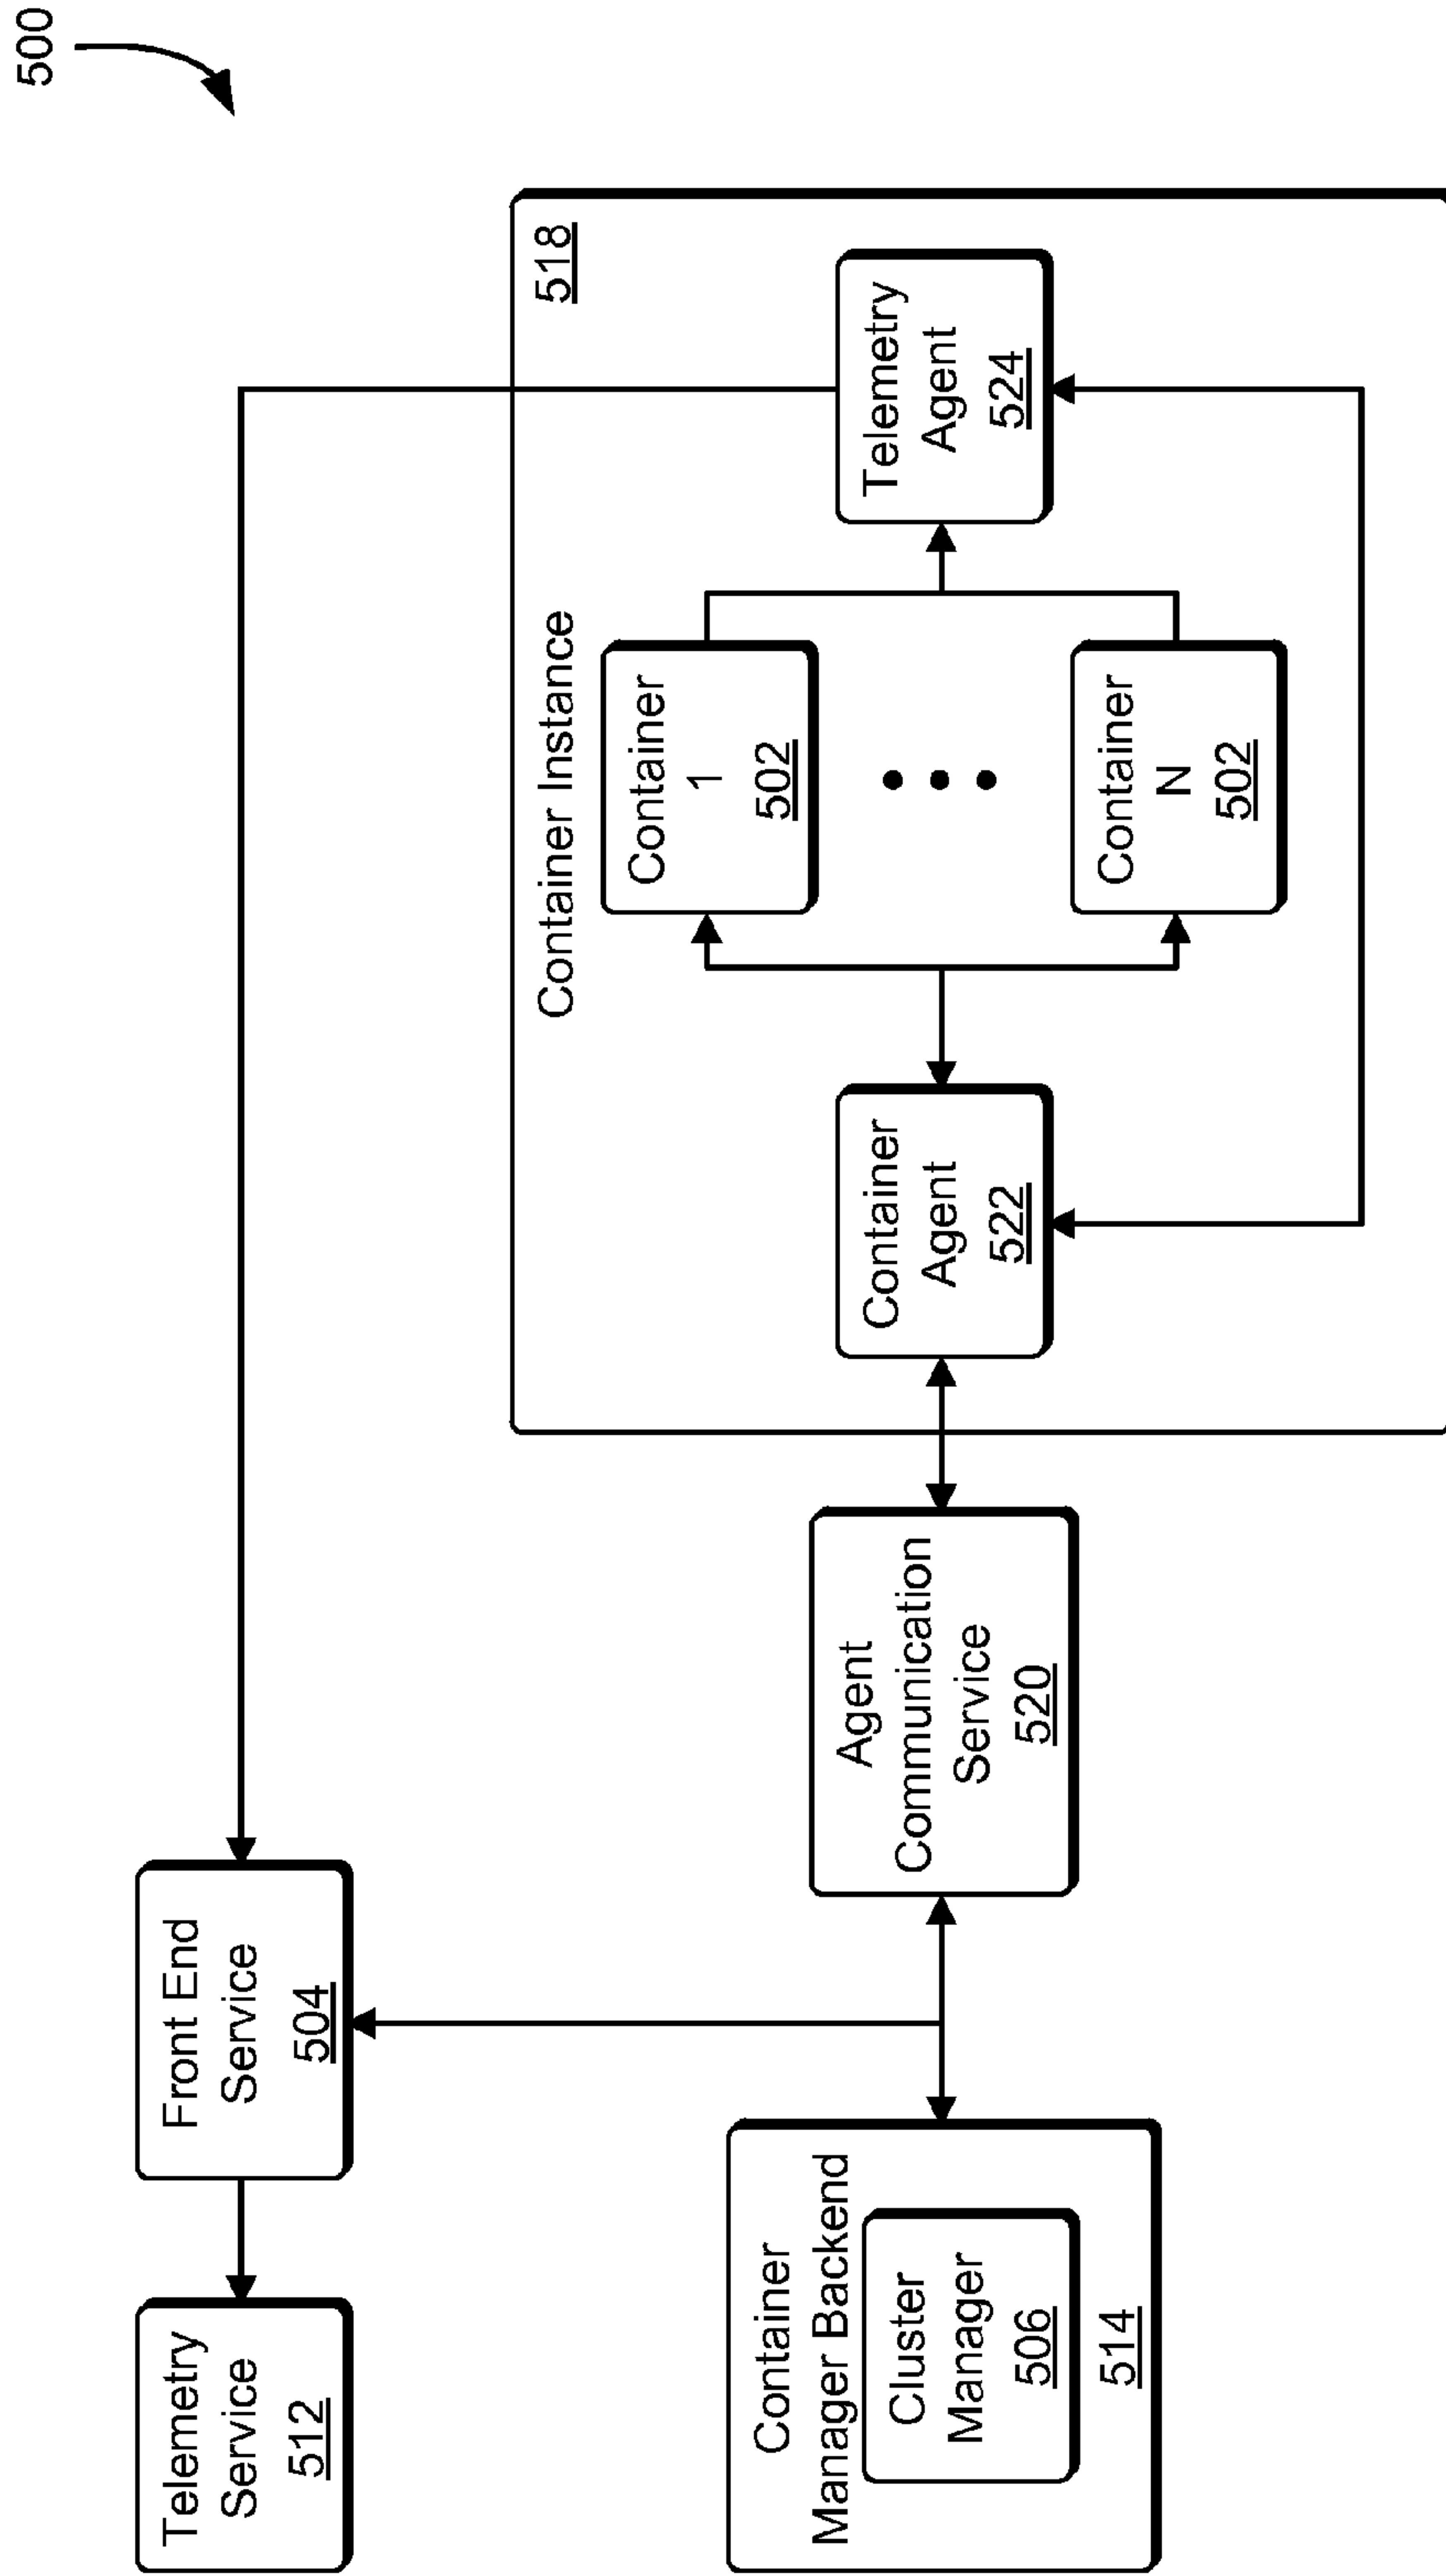 500
Telemetry
Service
512
Front End
Service
504
Container
Manager Backend
Cluster
Manager
506
514
Agent
Communication
Service
520
Container Instance
518
Container
Agent
522
Container
1
502
Container
N
502
Telemetry
Agent
524